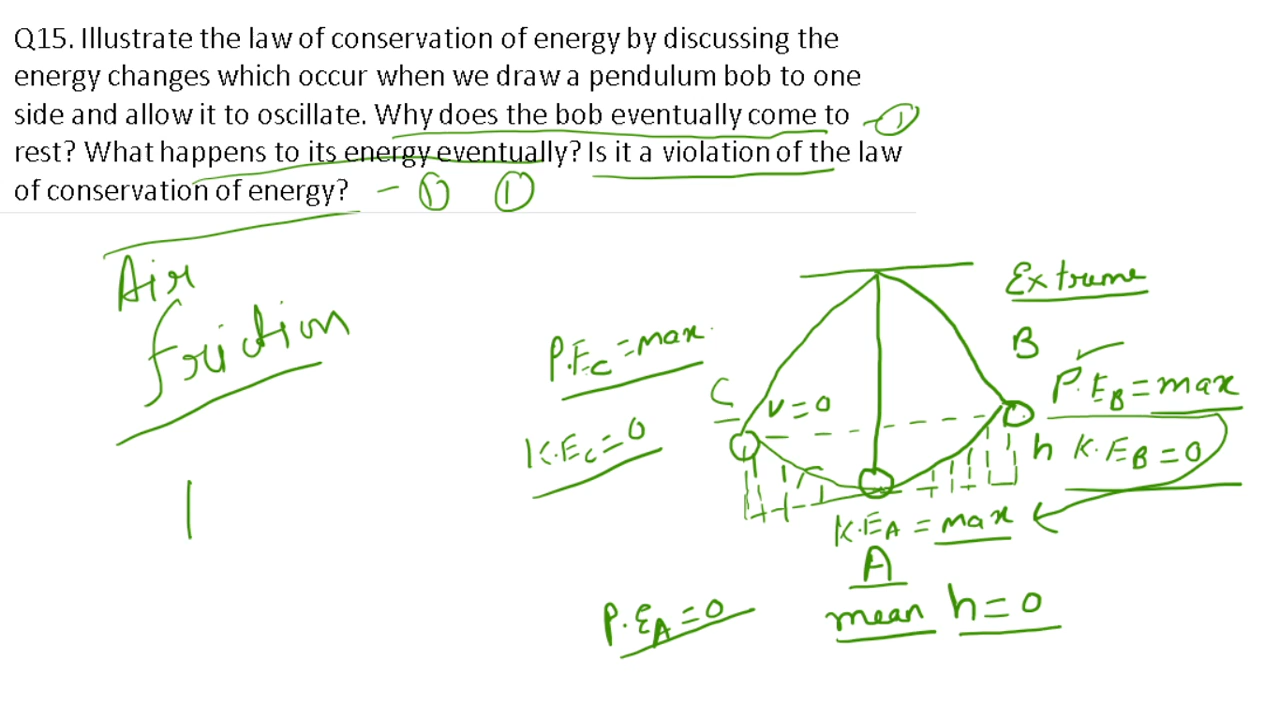 Q15. Illustrate the law of conservation of energy by discussing the
energy changes which occur when we draw a pendulum bob to one
side and allow it to oscillate. Why does the bob eventually come to - 1
rest? What happens to its energy eventually? Is it a violation of the law
of conservation of energy? - 1 1
Air
friction
Extreme
B
P.E_B = max
h K.E_B = 0
P.E_C = max
C V = 0
K.E_C = 0
K.E_A = max
A
P.E_A = 0
mean h = 0